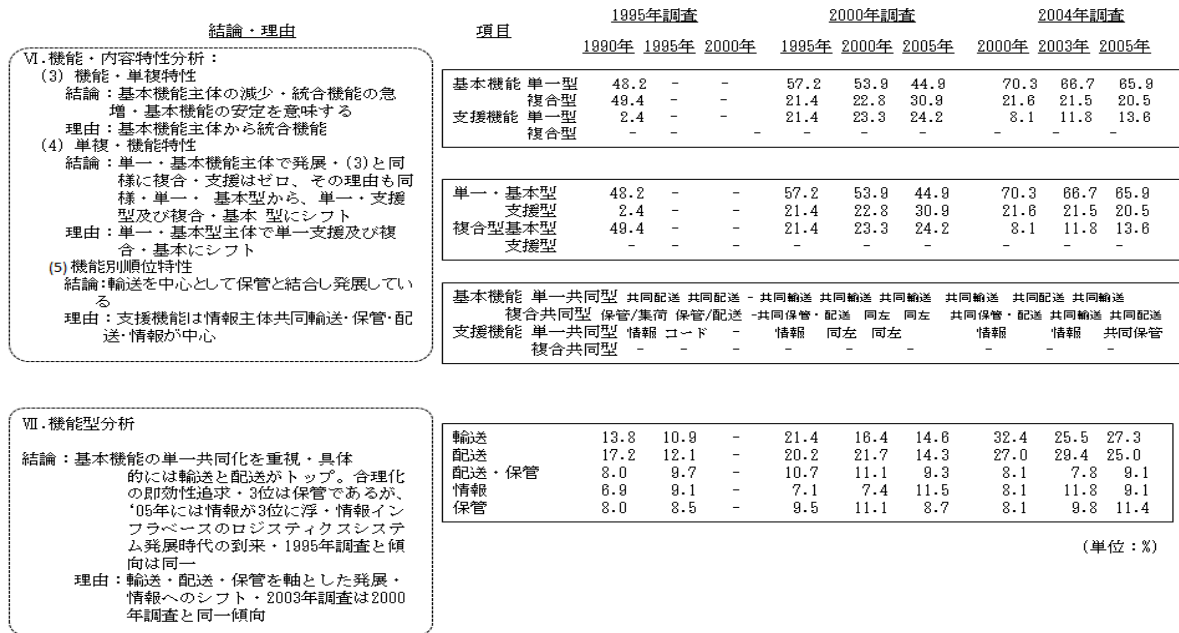 結論・理由
項目
1995年調査 2000年調査 2004年調査
1990年 1995年 2000年 1995年 2000年 2005年 2000年 2003年 2005年
Ⅵ.機能・内容特性分析：
(3) 機能・単複特性
結論：基本機能主体の減少・統合機能の急
増・基本機能の安定を意味する
理由：基本機能主体から統合機能
(4) 単複・機能特性
結論：単一・基本機能主体で発展・(3)と同
様に複合・支援はゼロ、その理由も同
様・単一・ 基本型から、単一・支援
型及び複合・基本 型にシフト
理由：単一・基本型主体で単一支援及び複
合・基本にシフト
(5)機能別順位特性
結論:輸送を中心として保管と結合し発展してい
る
理由：支援機能は情報主体共同輸送・保管・配
送・情報が中心
基本機能 単一型 48.2 - - 57.2 53.9 44.9 70.3 66.7 65.9
複合型 49.4 - - 21.4 22.8 30.9 21.6 21.5 20.5
支援機能 単一型 2.4 - - 21.4 23.3 24.2 8.1 11.8 13.6
複合型 - - - - - - - - -
単一・基本型 48.2 - - 57.2 53.9 44.9 70.3 66.7 65.9
支援型 2.4 - - 21.4 22.8 30.9 21.6 21.5 20.5
複合型基本型 49.4 - - 21.4 23.3 24.2 8.1 11.8 13.6
支援型 - - - - - - - - -
基本機能 単一共同型 共同配送 共同配送 - 共同輸送 共同輸送 共同輸送 共同輸送 共同配送 共同輸送
複合共同型 保管/集荷 保管/配送 -共同保管・配送 同左 同左 共同保管・配送 共同輸送 共同配送
支援機能 単一共同型 情報 コード - 情報 同左 同左 情報 情報 共同保管
複合共同型 - - - - - - - - -
Ⅶ.機能型分析
結論：基本機能の単一共同化を重視・具体
的には輸送と配送がトップ。合理化
の即効性追求・3位は保管であるが、
‘05年には情報が3位に浮・情報イン
フラベースのロジスティクスシステ
ム発展時代の到来・1995年調査と傾
向は同一
理由：輸送・配送・保管を軸とした発展・
情報へのシフト・2003年調査は2000
年調査と同一傾向
輸送 13.8 10.9 - 21.4 16.4 14.6 32.4 25.5 27.3
配送 17.2 12.1 - 20.2 21.7 14.3 27.0 29.4 25.0
配送・保管 8.0 9.7 - 10.7 11.1 9.3 8.1 7.8 9.1
情報 6.9 9.1 - 7.1 7.4 11.5 8.1 11.8 9.1
保管 8.0 8.5 - 9.5 11.1 8.7 8.1 9.8 11.4
(単位：%)